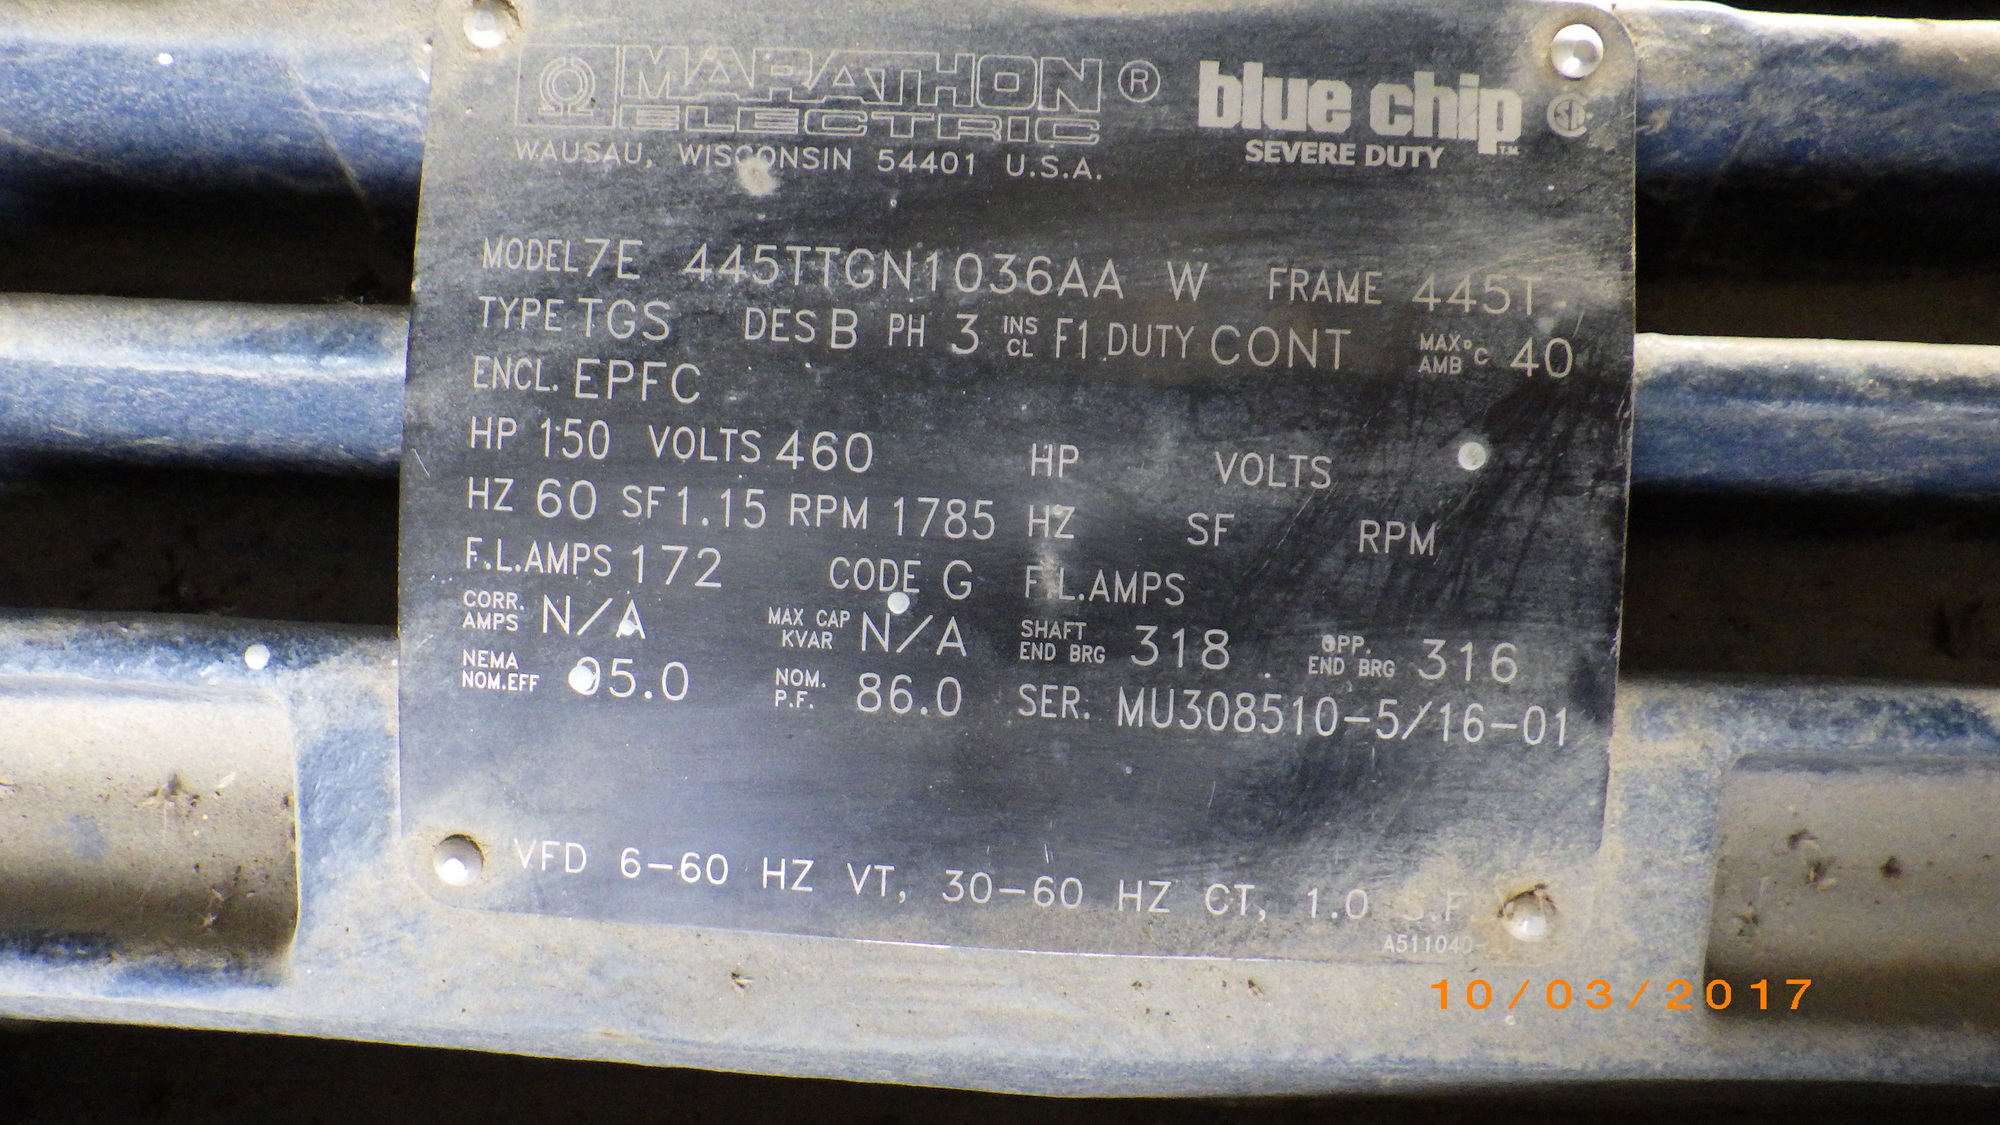 MARATHON ®
ELECTRIC
WAUSAU, WISCONSIN 54401 U.S.A.
blue chip™
SEVERE DUTY
MODEL 7E 445TTGN1036AA W FRAME 445T
TYPE TGS DES B PH 3 INS CL F1 DUTY CONT MAX AMB °C 40
ENCL. EPFC
HP 150 VOLTS 460 HP VOLTS
HZ 60 SF 1.15 RPM 1785 HZ SF RPM
F.L.AMPS 172 CODE G F.L.AMPS
CORR. AMPS N/A MAX CAP KVAR N/A SHAFT END BRG 318 OPP. END BRG 316
NEMA NOM.EFF 95.0 NOM. P.F. 86.0 SER. MU308510-5/16-01
VFD 6-60 HZ VT, 30-60 HZ CT, 1.0 S.F
A511040
10/03/2017